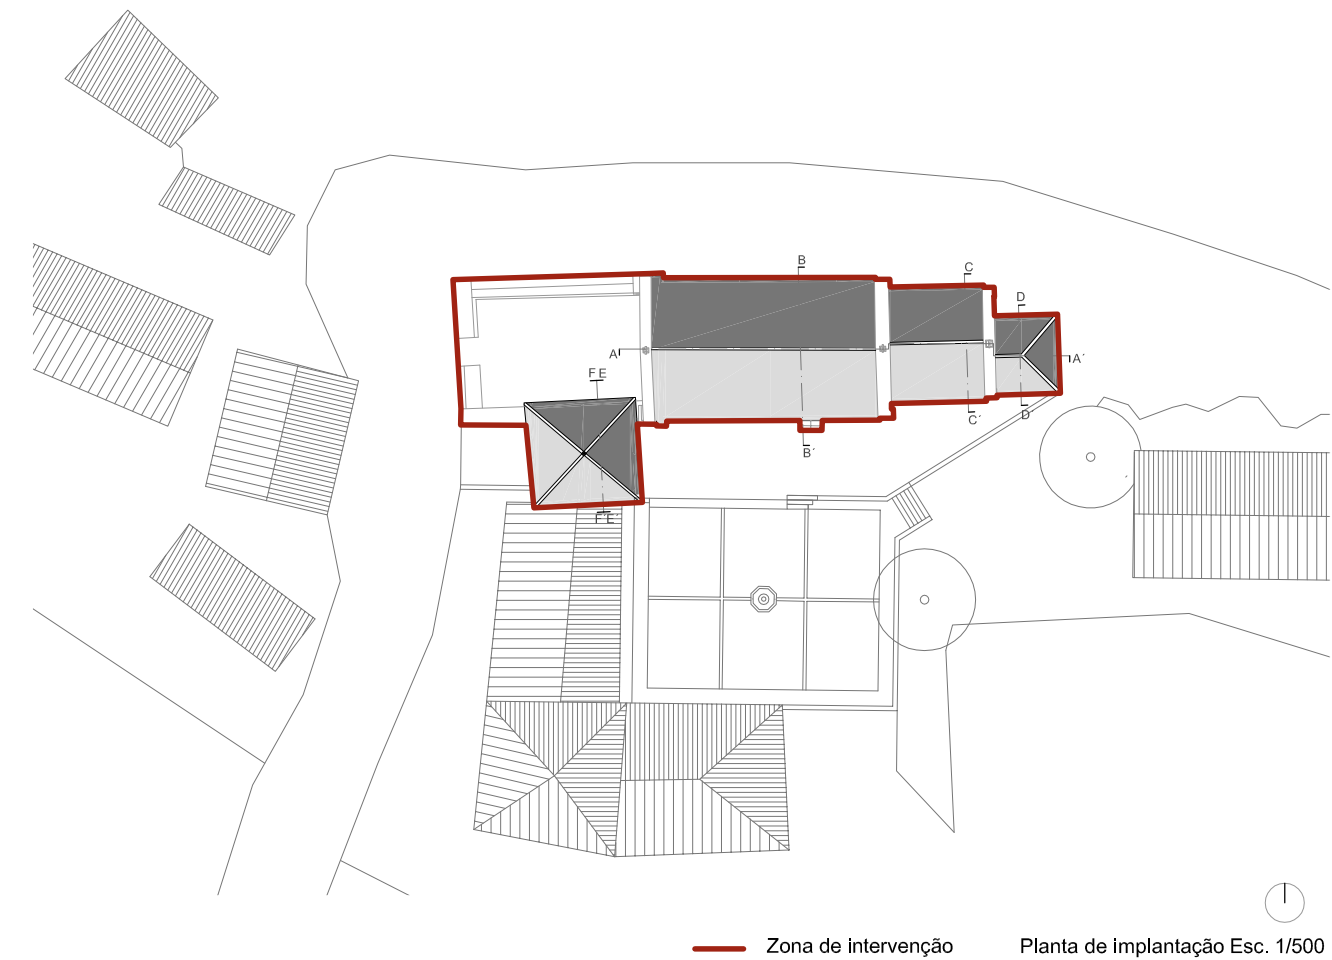 B
C
D
A
A´
F E
C´
D´
B´
F´E´
Zona de intervenção
Planta de implantação Esc. 1/500